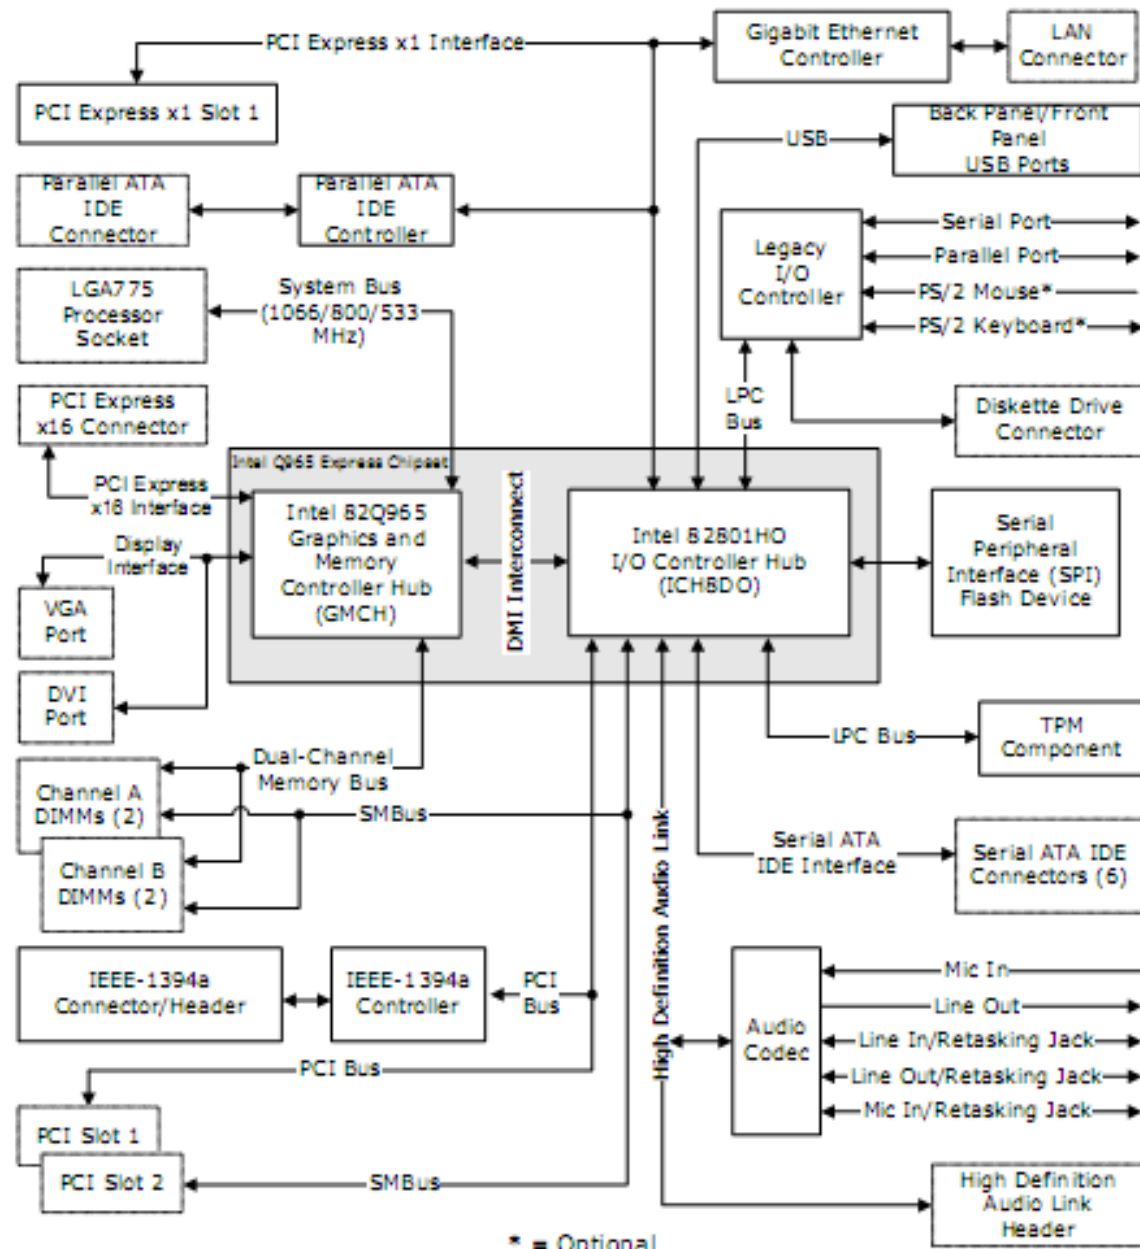 PCI Express x1 Interface
Gigabit Ethernet
Controller
LAN
Connector
PCI Express x1 Slot 1
USB
Back Panel/Front
Panel
USB Ports
Parallel ATA
IDE
Connector
Parallel ATA
IDE
Controller
Legacy
I/O
Controller
Serial Port
Parallel Port
PS/2 Mouse*
PS/2 Keyboard*
LGA775
Processor
Socket
System Bus
(1066/800/533
MHz)
LPC
Bus
Diskette Drive
Connector
PCI Express
x16 Connector
Intel Q965 Express Chipset
PCI Express
x16 Interface
Intel 82Q965
Graphics and
Memory
Controller Hub
(GMCH)
DMI Interconnect
Intel 82801HO
I/O Controller Hub
(ICH8DO)
Serial
Peripheral
Interface (SPI)
Flash Device
Display
Interface
VGA
Port
DVI
Port
LPC Bus
TPM
Component
Dual-Channel
Memory Bus
Channel A
DIMMs (2)
SMBus
Channel B
DIMMs (2)
High Definition Audio Link
Serial ATA
IDE Interface
Serial ATA IDE
Connectors (6)
IEEE-1394a
Connector/Header
IEEE-1394a
Controller
PCI
Bus
Audio
Codec
Mic In
Line Out
Line In/Retasking Jack
Line Out/Retasking Jack
Mic In/Retasking Jack
PCI Bus
PCI Slot 1
PCI Slot 2
SMBus
High Definition
Audio Link
Header
* = Optional